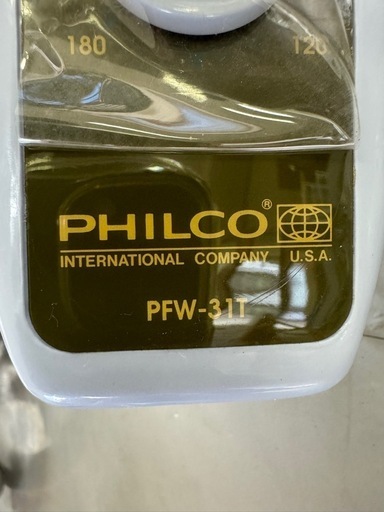 180 120
PHILCO®
INTERNATIONAL COMPANY U.S.A.
PFW-31T